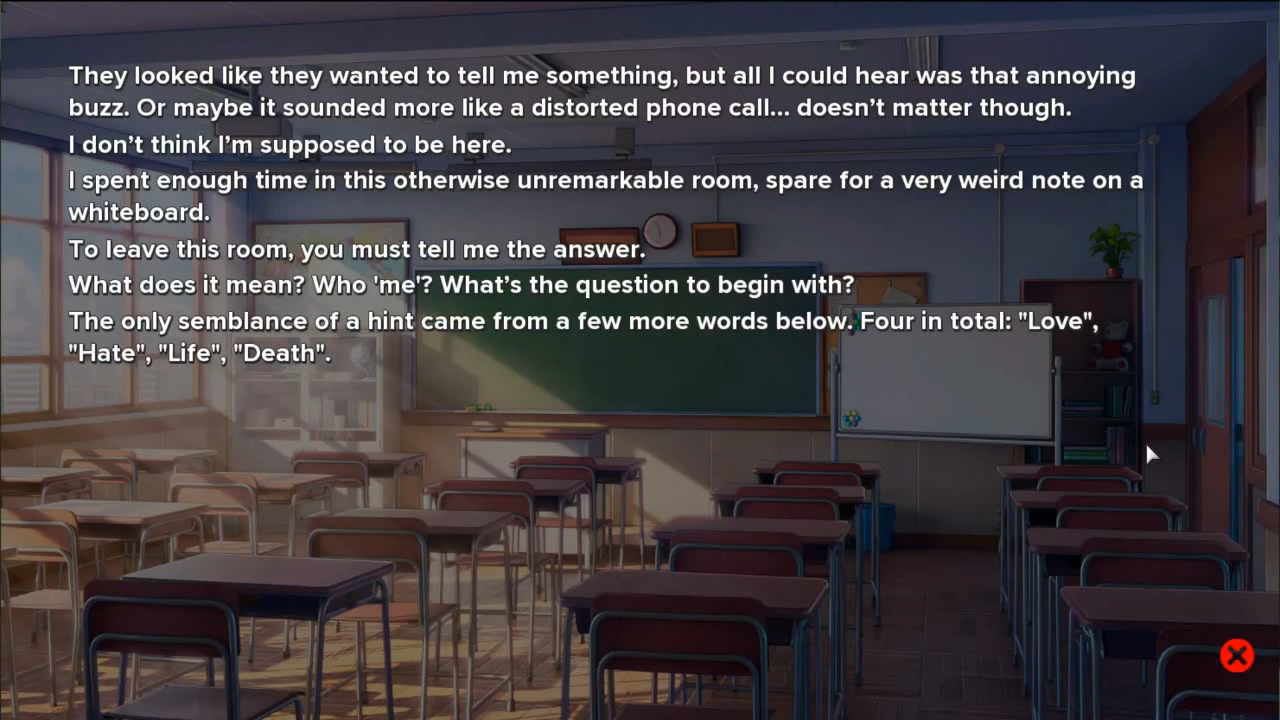 They looked like they wanted to tell me something, but all I could hear was that annoying
buzz. Or maybe it sounded more like a distorted phone call... doesn’t matter though.
I don’t think I’m supposed to be here.
I spent enough time in this otherwise unremarkable room, spare for a very weird note on a
whiteboard.
To leave this room, you must tell me the answer.
What does it mean? Who 'me'? What’s the question to begin with?
The only semblance of a hint came from a few more words below. Four in total: "Love",
"Hate", "Life", "Death".